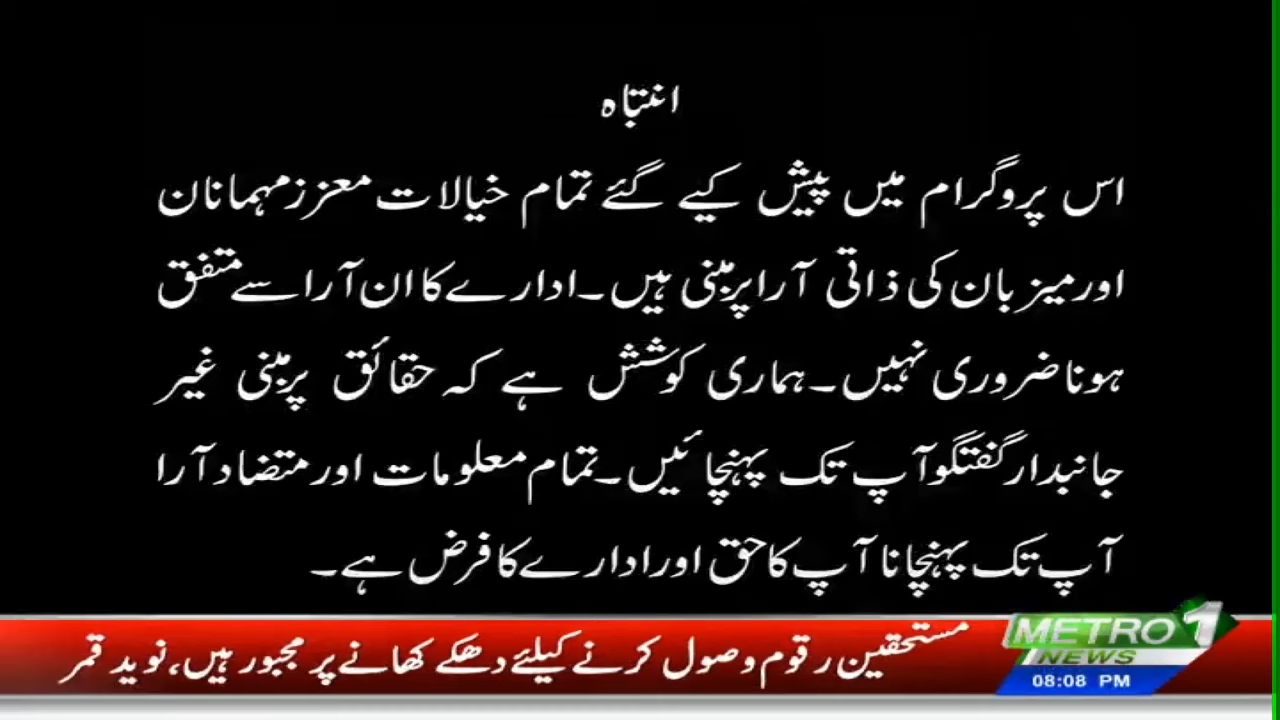 انتباہ
اس پروگرام میں پیش کیے گئے تمام خیالات معزز مہمانان
اور میزبان کی ذاتی آرا پر مبنی ہیں۔ ادارے کا ان آرا سے متفق
ہونا ضروری نہیں۔ ہماری کوشش ہے کہ حقائق پر مبنی غیر
جانبدار گفتگو آپ تک پہنچائیں۔ تمام معلومات اور متضاد آرا
آپ تک پہنچانا آپ کا حق اور ادارے کا فرض ہے۔
مستحقین رقوم وصول کرنے کیلئے دھکے کھانے پر مجبور ہیں، نوید قمر
METRO 1
NEWS
08:08 PM